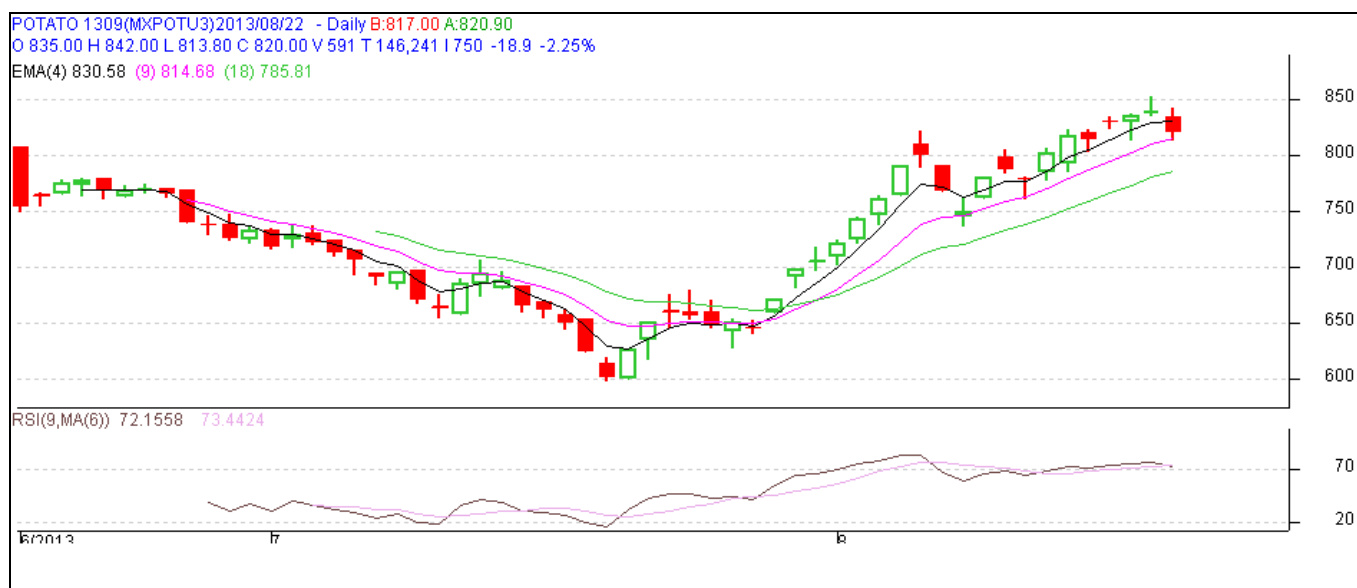 POTATO 1309(MXPOTU3)2013/08/22 - Daily B:817.00 A:820.90
O 835.00 H 842.00 L 813.80 C 820.00 V 591 T 146,241 I 750 -18.9 -2.25%
EMA(4) 830.58 (9) 814.68 (18) 785.81
850
800
750
700
650
600
RSI(9,MA(6)) 72.1558 73.4424
70
20
6/2013 7 8